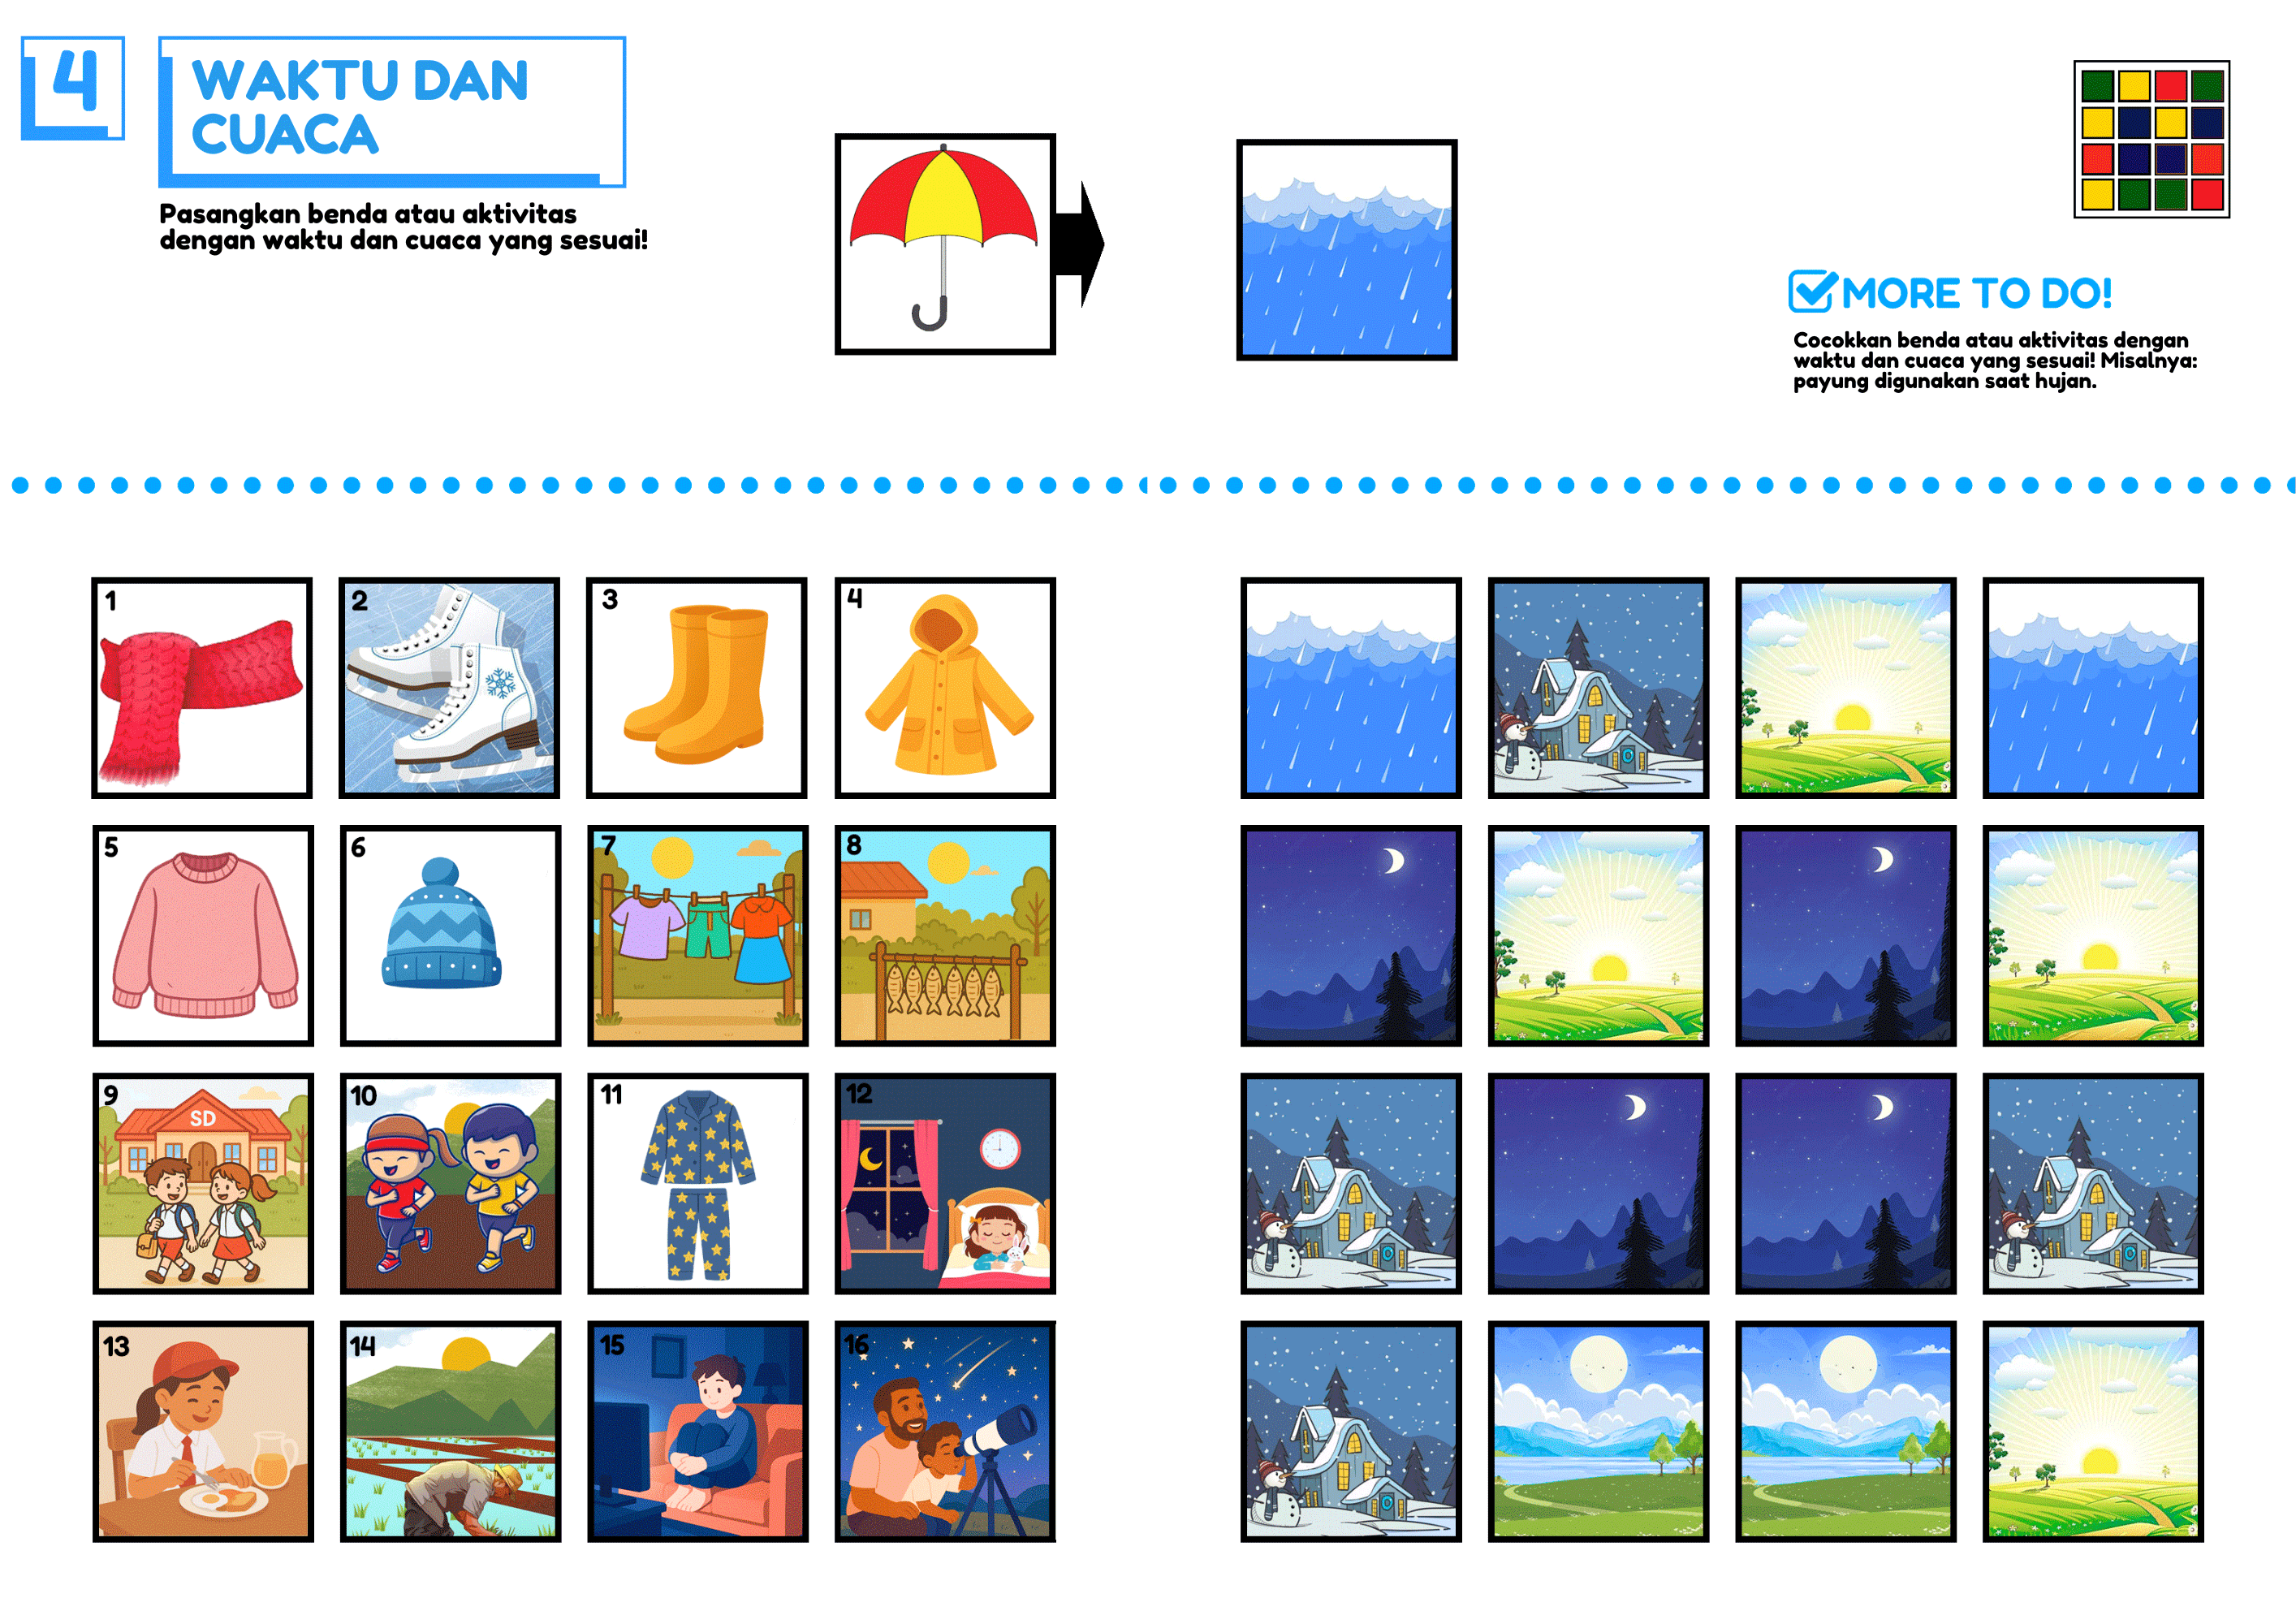 4
WAKTU DAN
CUACA
Pasangkan benda atau aktivitas
dengan waktu dan cuaca yang sesuai!
MORE TO DO!
Cocokkan benda atau aktivitas dengan
waktu dan cuaca yang sesuai! Misalnya:
payung digunakan saat hujan.
1
2
3
4
5
6
7
8
9
SD
10
11
12
13
14
15
16